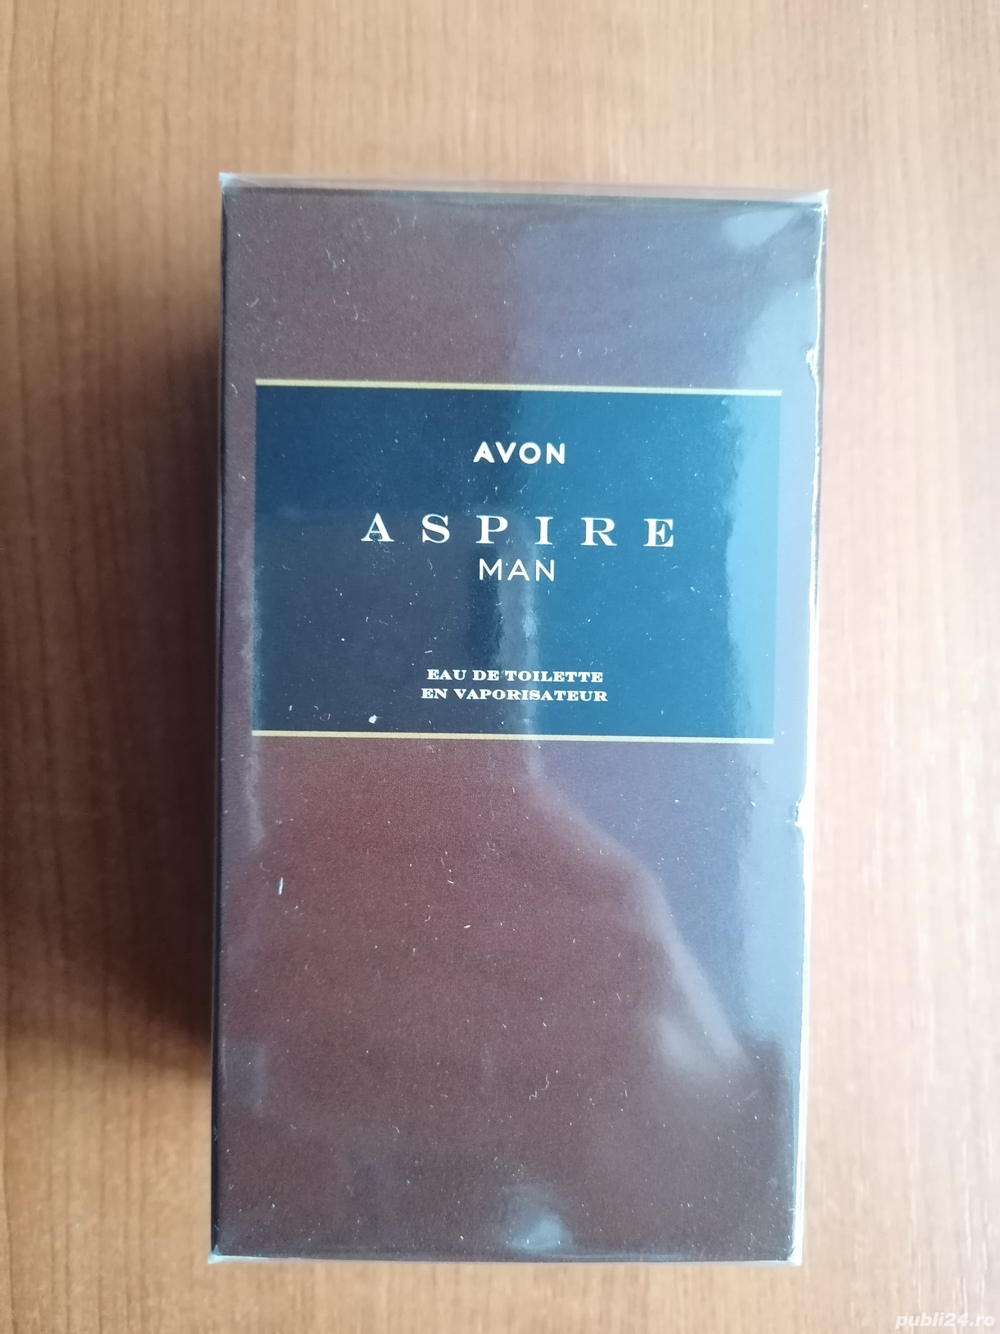 AVON
ASPIRE
MAN
EAU DE TOILETTE
EN VAPORISATEUR
publi24.ro